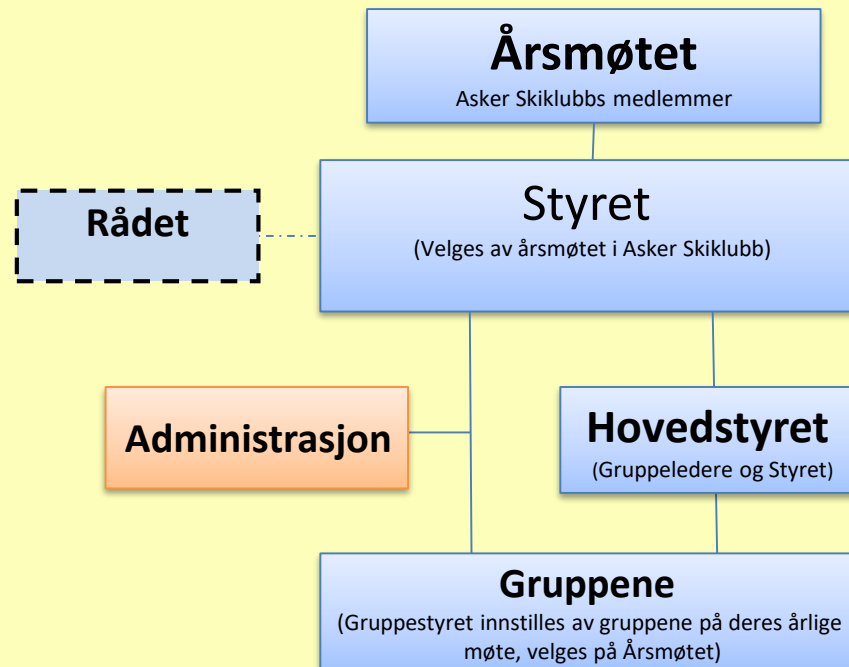 Årsmøtet
Asker Skiklubbs medlemmer
Styret
(Velges av årsmøtet i Asker Skiklubb)
Rådet
Administrasjon
Hovedstyret
(Gruppeledere og Styret)
Gruppene
(Gruppestyret innstilles av gruppene på deres årlige
møte, velges på Årsmøtet)